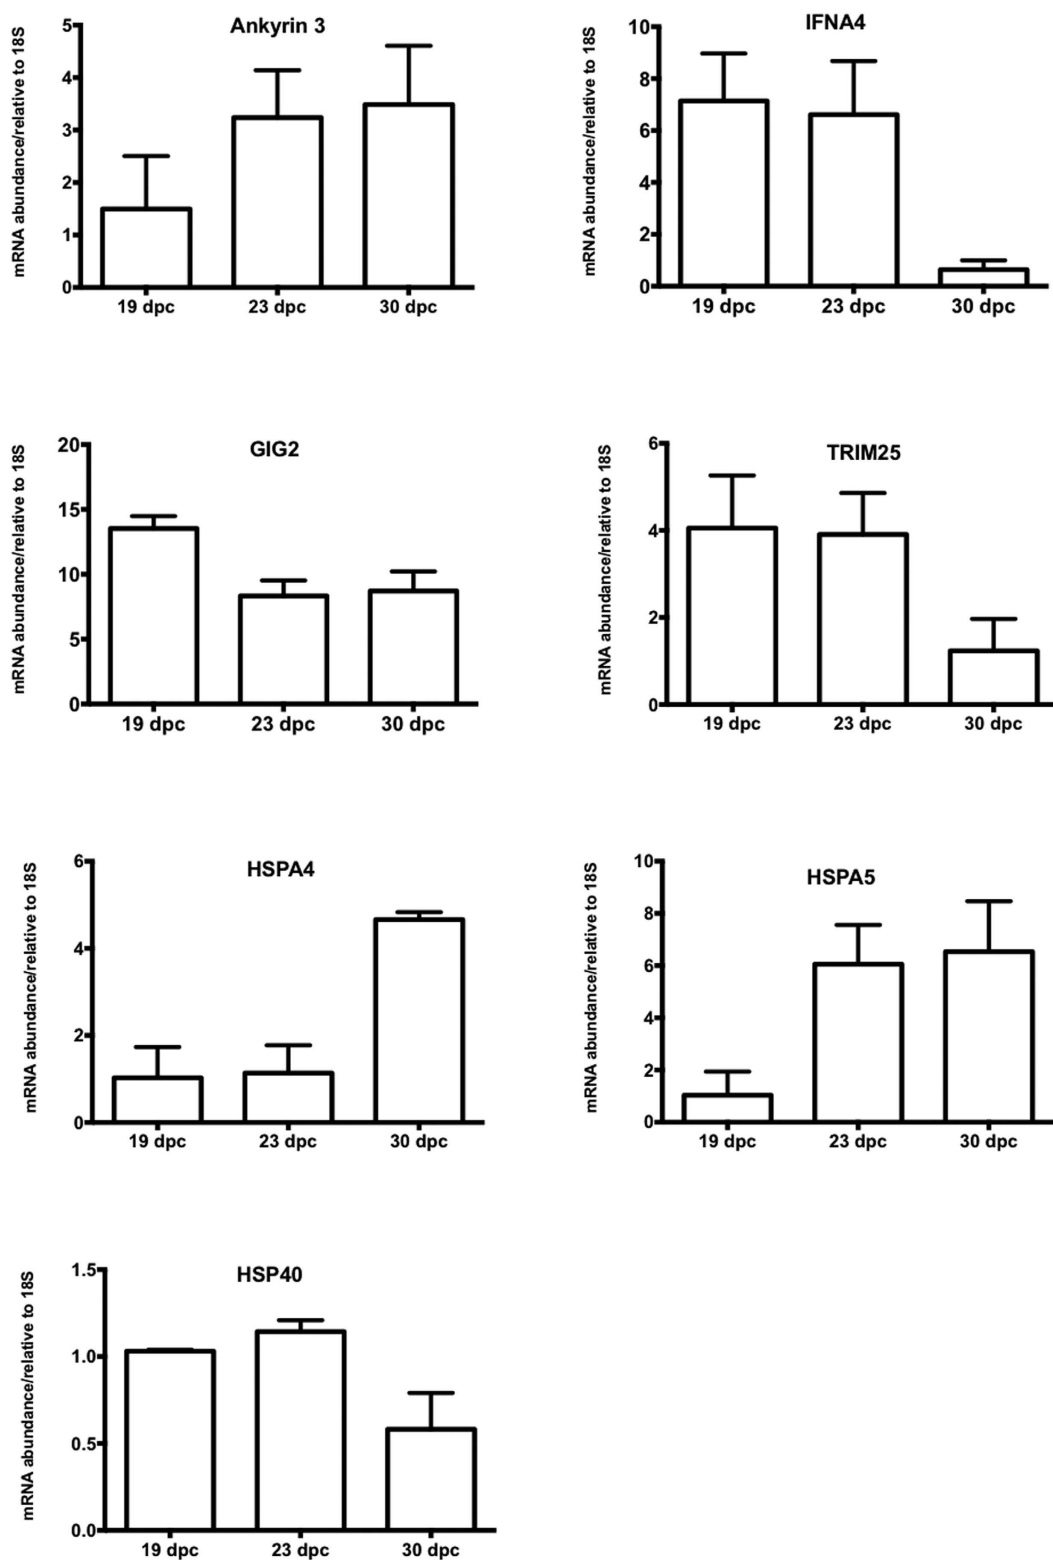 Ankyrin 3
mRNA abundance/relative to 18S
5
4
3
2
1
0
19 dpc 23 dpc 30 dpc
IFNA4
mRNA abundance/relative to 18S
10
8
6
4
2
0
19 dpc 23 dpc 30 dpc
GIG2
mRNA abundance/relative to 18S
20
15
10
5
0
19 dpc 23 dpc 30 dpc
TRIM25
mRNA abundance/relative to 18S
6
4
2
0
19 dpc 23 dpc 30 dpc
HSPA4
mRNA abundance/relative to 18S
6
4
2
0
19 dpc 23 dpc 30 dpc
HSPA5
mRNA abundance/relative to 18S
10
8
6
4
2
0
19 dpc 23 dpc 30 dpc
HSP40
mRNA abundance/relative to 18S
1.5
1.0
0.5
0.0
19 dpc 23 dpc 30 dpc